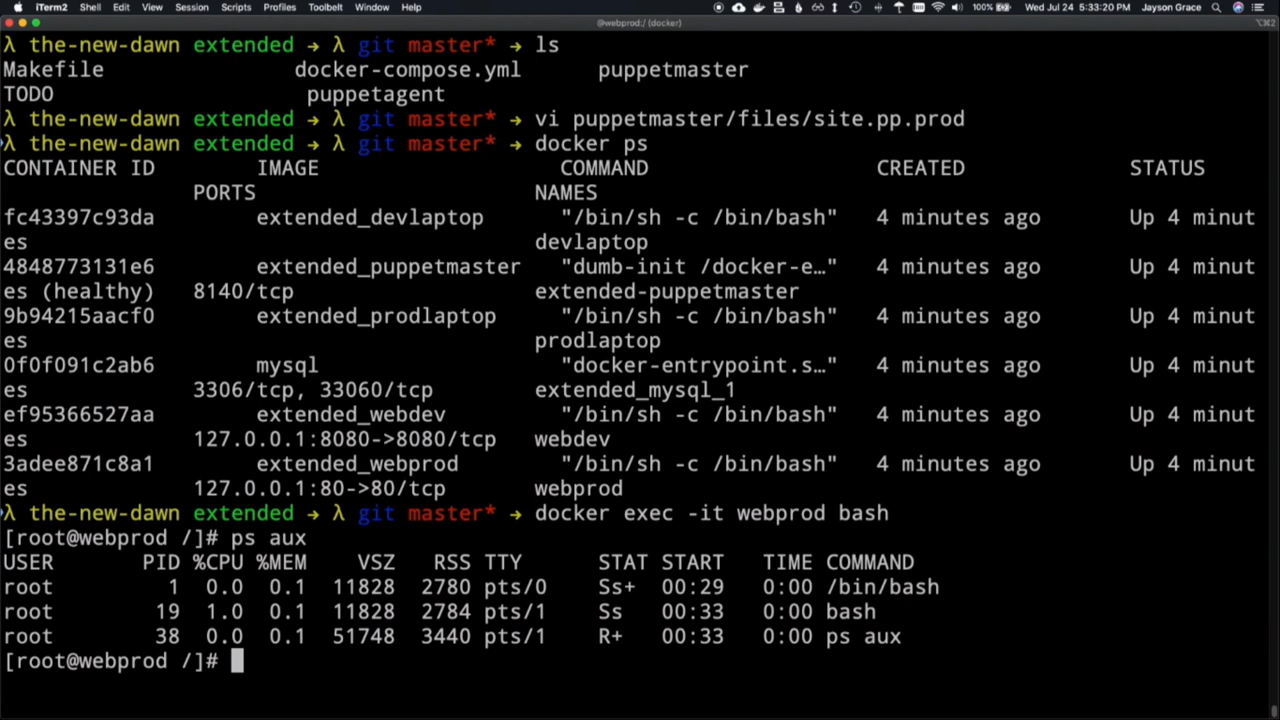 iTerm2 Shell Edit View Session Scripts Profiles Toolbelt Window Help 100% Wed Jul 24 5:33:20 PM Jayson Grace
@webprod:/ (docker) ⌥⌘2
λ the-new-dawn extended → λ git master* → ls
Makefile docker-compose.yml puppetmaster
TODO puppetagent
λ the-new-dawn extended → λ git master* → vi puppetmaster/files/site.pp.prod
λ the-new-dawn extended → λ git master* → docker ps
CONTAINER ID IMAGE COMMAND CREATED STATUS
PORTS NAMES
fc43397c93da extended_devlaptop "/bin/sh -c /bin/bash" 4 minutes ago Up 4 minut
es devlaptop
4848773131e6 extended_puppetmaster "dumb-init /docker-e…" 4 minutes ago Up 4 minut
es (healthy) 8140/tcp extended-puppetmaster
9b94215aacf0 extended_prodlaptop "/bin/sh -c /bin/bash" 4 minutes ago Up 4 minut
es prodlaptop
0f0f091c2ab6 mysql "docker-entrypoint.s…" 4 minutes ago Up 4 minut
es 3306/tcp, 33060/tcp extended_mysql_1
ef95366527aa extended_webdev "/bin/sh -c /bin/bash" 4 minutes ago Up 4 minut
es 127.0.0.1:8080->8080/tcp webdev
3adee871c8a1 extended_webprod "/bin/sh -c /bin/bash" 4 minutes ago Up 4 minut
es 127.0.0.1:80->80/tcp webprod
λ the-new-dawn extended → λ git master* → docker exec -it webprod bash
[root@webprod /]# ps aux
USER PID %CPU %MEM VSZ RSS TTY STAT START TIME COMMAND
root 1 0.0 0.1 11828 2780 pts/0 Ss+ 00:29 0:00 /bin/bash
root 19 1.0 0.1 11828 2784 pts/1 Ss 00:33 0:00 bash
root 38 0.0 0.1 51748 3440 pts/1 R+ 00:33 0:00 ps aux
[root@webprod /]#